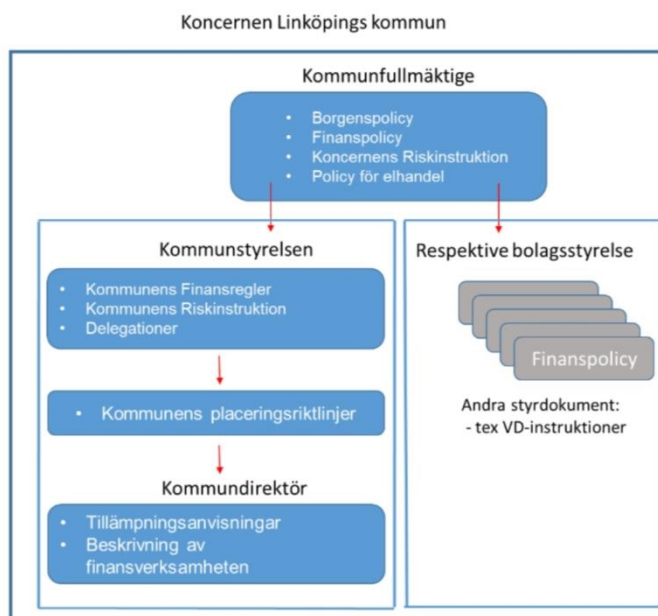 Koncernen Linköpings kommun
Kommunfullmäktige
• Borgenspolicy
• Finanspolicy
• Koncernens Riskinstruktion
• Policy för elhandel
Kommunstyrelsen
• Kommunens Finansregler
• Kommunens Riskinstruktion
• Delegationer
• Kommunens placeringsriktlinjer
Kommundirektör
• Tillämpningsanvisningar
• Beskrivning av
finansverksamheten
Respektive bolagsstyrelse
Finanspolicy
Andra styrdokument:
- tex VD-instruktioner